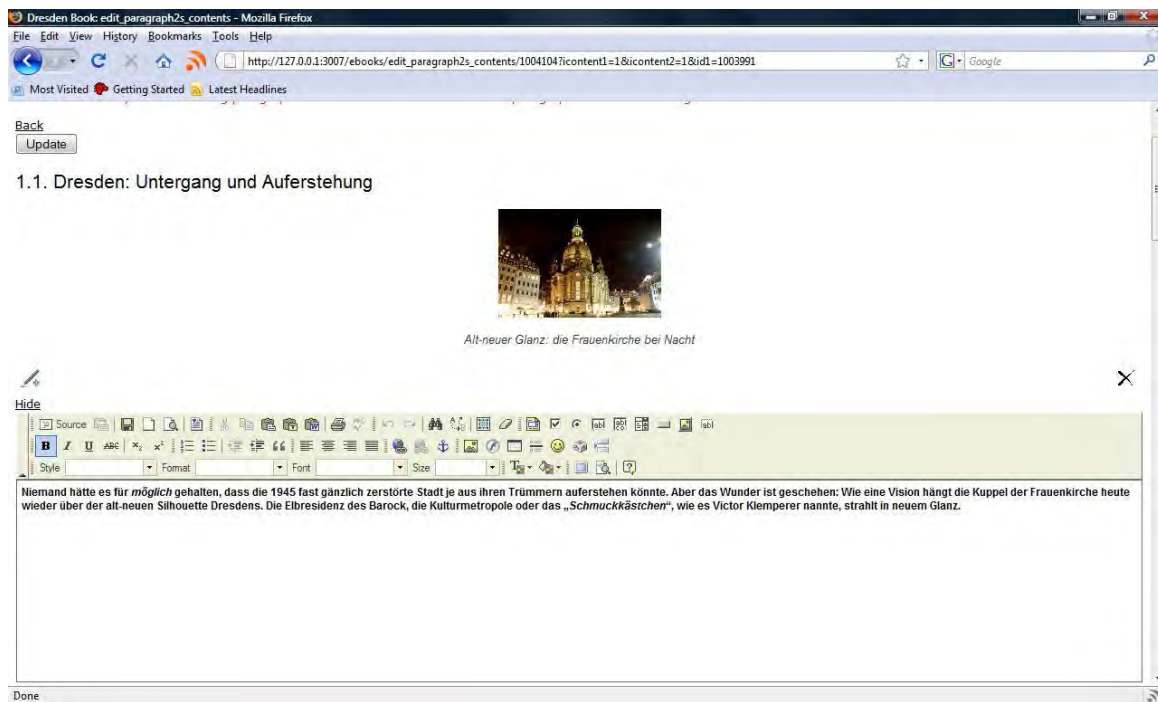 Dresden Book: edit_paragraph2s_contents - Mozilla Firefox
File Edit View History Bookmarks Tools Help
http://127.0.0.1:3007/ebooks/edit_paragraph2s_contents/1004104?icontent1=1&icontent2=1&id1=1003991
G Google
Most Visited Getting Started Latest Headlines
Back
Update
1.1. Dresden: Untergang und Auferstehung
Alt-neuer Glanz: die Frauenkirche bei Nacht
Hide
Source
B I U ABC x₂ x²
Style Format Font Size
Niemand hätte es für möglich gehalten, dass die 1945 fast gänzlich zerstörte Stadt je aus ihren Trümmern auferstehen könnte. Aber das Wunder ist geschehen: Wie eine Vision hängt die Kuppel der Frauenkirche heute
wieder über der alt-neuen Silhouette Dresdens. Die Elbresidenz des Barock, die Kulturmetropole oder das „Schmuckkästchen“, wie es Victor Klemperer nannte, strahlt in neuem Glanz.
Done